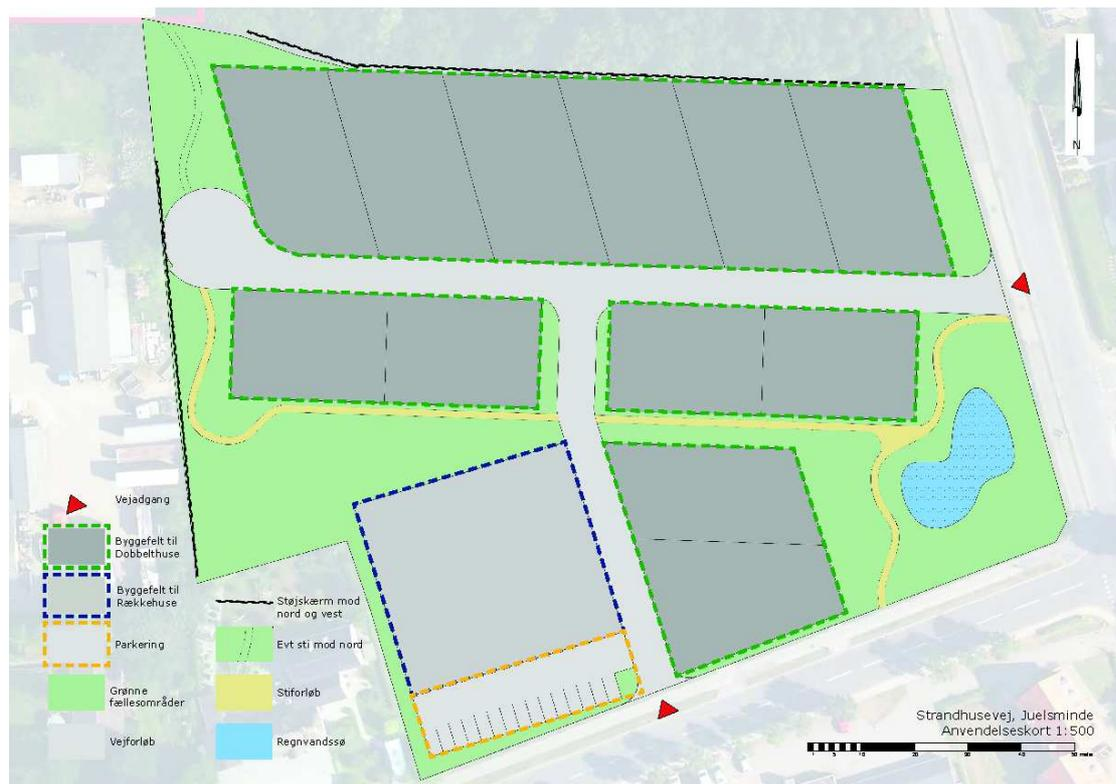 N
Vejadgang
Byggefelt til
Dobbelthuse
Byggefelt til
Rækkehuse
Parkering
Grønne
fællesområder
Vejforløb
Støjskærm mod
nord og vest
Evt sti mod nord
Stiforløb
Regnvandssø
Strandhusevej, Juelsminde
Anvendelseskort 1:500